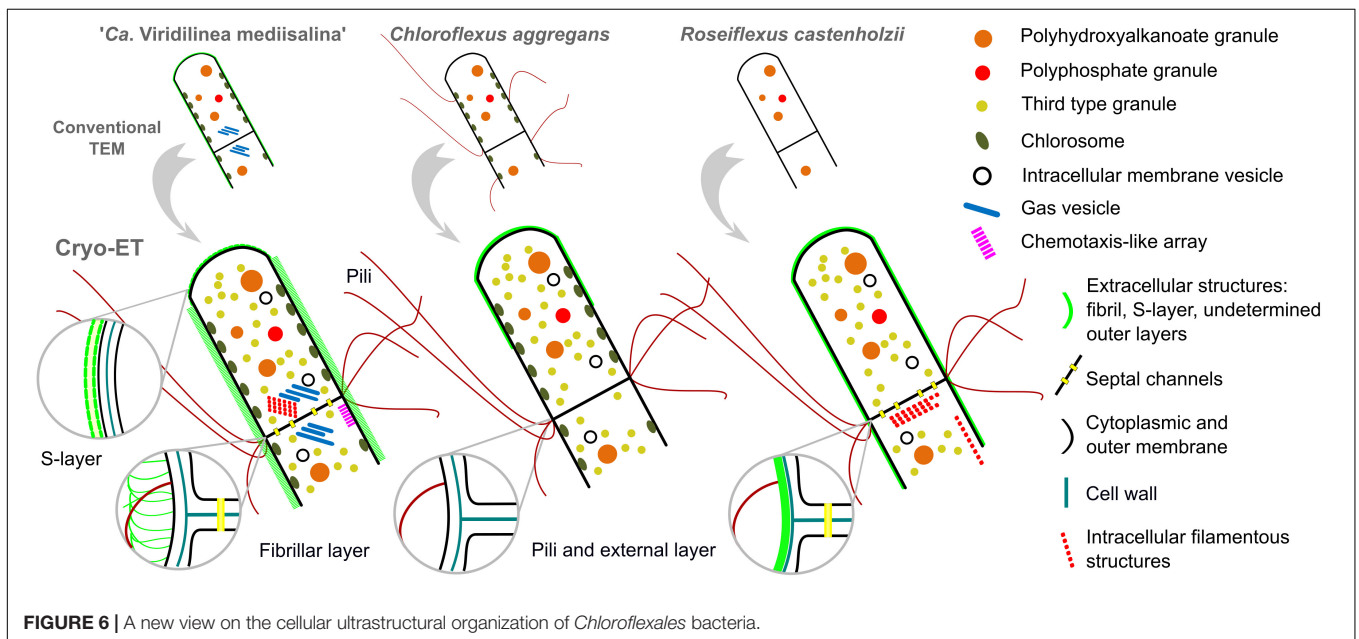 'Ca. Viridilinea mediisalina'
Chloroflexus aggregans
Roseiflexus castenholzii
Conventional
TEM
Cryo-ET
Pili
S-layer
Fibrillar layer
Pili and external layer
Polyhydroxyalkanoate granule
Polyphosphate granule
Third type granule
Chlorosome
Intracellular membrane vesicle
Gas vesicle
Chemotaxis-like array
Extracellular structures:
fibril, S-layer, undetermined
outer layers
Septal channels
Cytoplasmic and
outer membrane
Cell wall
Intracellular filamentous
structures
FIGURE 6 | A new view on the cellular ultrastructural organization of Chloroflexales bacteria.